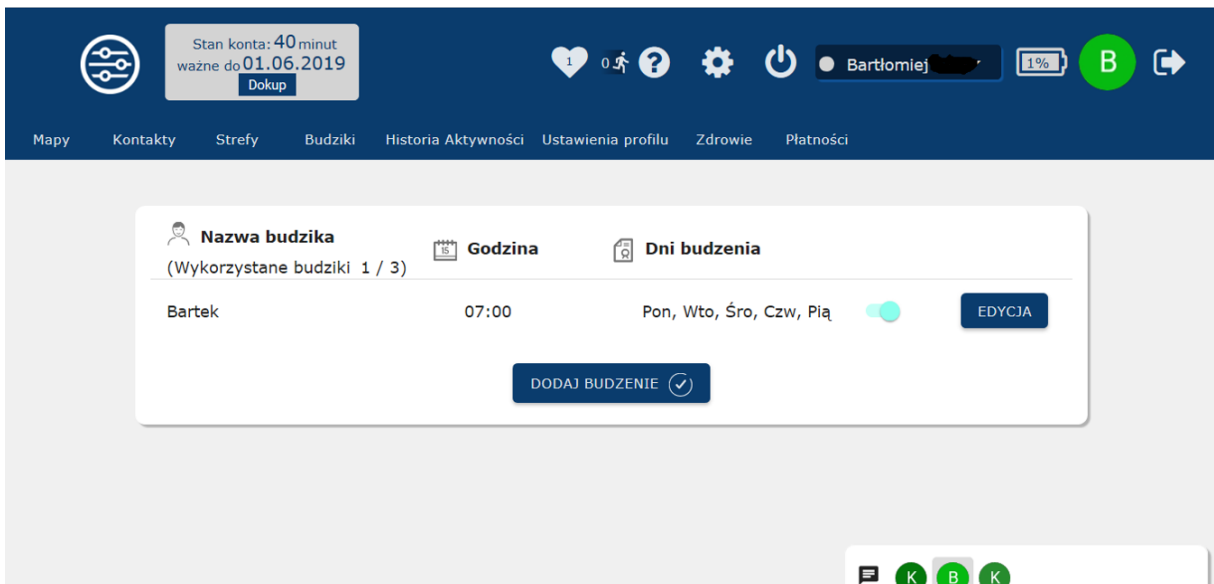 Stan konta: 40 minut
ważne do 01.06.2019
Dokup
1
0
?
Bartłomiej
1%
B
Mapy Kontakty Strefy Budziki Historia Aktywności Ustawienia profilu Zdrowie Płatności
Nazwa budzika
(Wykorzystane budziki 1 / 3)
15
Godzina
Dni budzenia
Bartek 07:00 Pon, Wto, Śro, Czw, Pią EDYCJA
DODAJ BUDZENIE
K B K